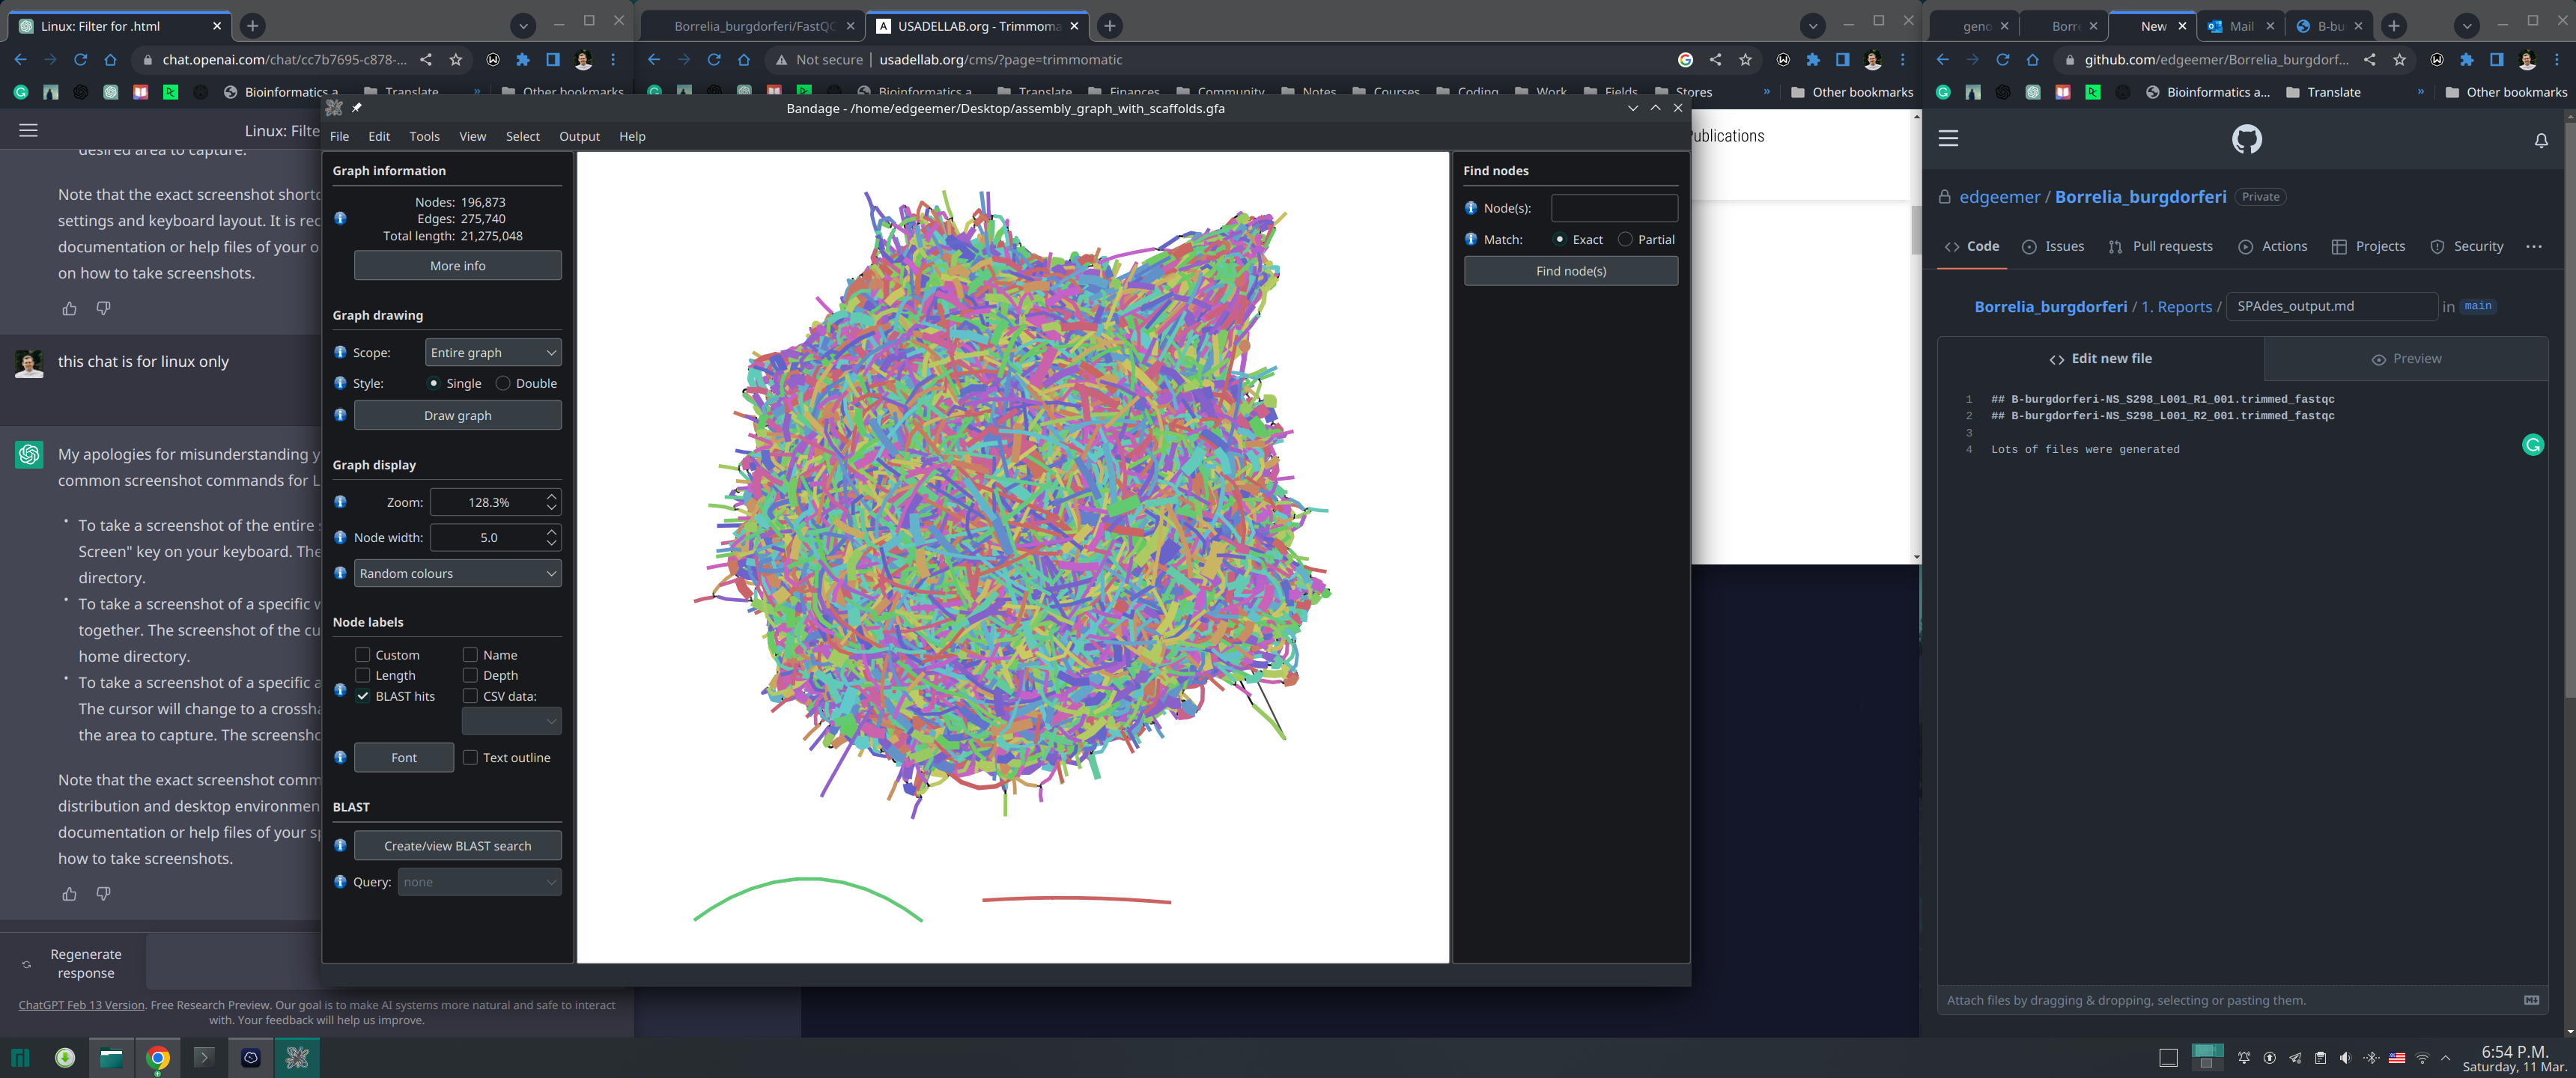 Linux: Filter for .html
chat.openai.com/chat/cc7b7695-c878-...
Bioinformatics a
Translate
Other bookmarks
Linux: Filte
desired area to capture.
Note that the exact screenshot shortc
settings and keyboard layout. It is rec
documentation or help files of your o
on how to take screenshots.
this chat is for linux only
My apologies for misunderstanding y
common screenshot commands for L
• To take a screenshot of the entire s
Screen" key on your keyboard. The
directory.
• To take a screenshot of a specific w
together. The screenshot of the cu
home directory.
• To take a screenshot of a specific a
The cursor will change to a crossha
the area to capture. The screensho
Note that the exact screenshot comm
distribution and desktop environmen
documentation or help files of your sp
how to take screenshots.
Regenerate
response
ChatGPT Feb 13 Version. Free Research Preview. Our goal is to make AI systems more natural and safe to interact
with. Your feedback will help us improve.
Borrelia_burgdorferi/FastQC
USADELLAB.org - Trimmoma
Not secure | usadellab.org/cms/?page=trimmomatic
Bioinformatics a
Translate
Finances
Community
Notes
Courses
Coding
Work
Fields
Stores
Other bookmarks
Publications
Bandage - /home/edgeemer/Desktop/assembly_graph_with_scaffolds.gfa
File Edit Tools View Select Output Help
Graph information
Nodes: 196,873
Edges: 275,740
Total length: 21,275,048
More info
Graph drawing
Scope: Entire graph
Style: Single Double
Draw graph
Graph display
Zoom: 128.3%
Node width: 5.0
Random colours
Node labels
Custom Name
Length Depth
BLAST hits CSV data:
Font Text outline
BLAST
Create/view BLAST search
Query: none
Find nodes
Node(s):
Match: Exact Partial
Find node(s)
geno
Borre
New
Mail
B-bu
github.com/edgeemer/Borrelia_burgdorf...
Bioinformatics a...
Translate
Other bookmarks
edgeemer / Borrelia_burgdorferi Private
Code Issues Pull requests Actions Projects Security
Borrelia_burgdorferi / 1. Reports / SPAdes_output.md in main
Edit new file Preview
1 ## B-burgdorferi-NS_S298_L001_R1_001.trimmed_fastqc
2 ## B-burgdorferi-NS_S298_L001_R2_001.trimmed_fastqc
3
4 Lots of files were generated
Attach files by dragging & dropping, selecting or pasting them.
6:54 P.M.
Saturday, 11 Mar.